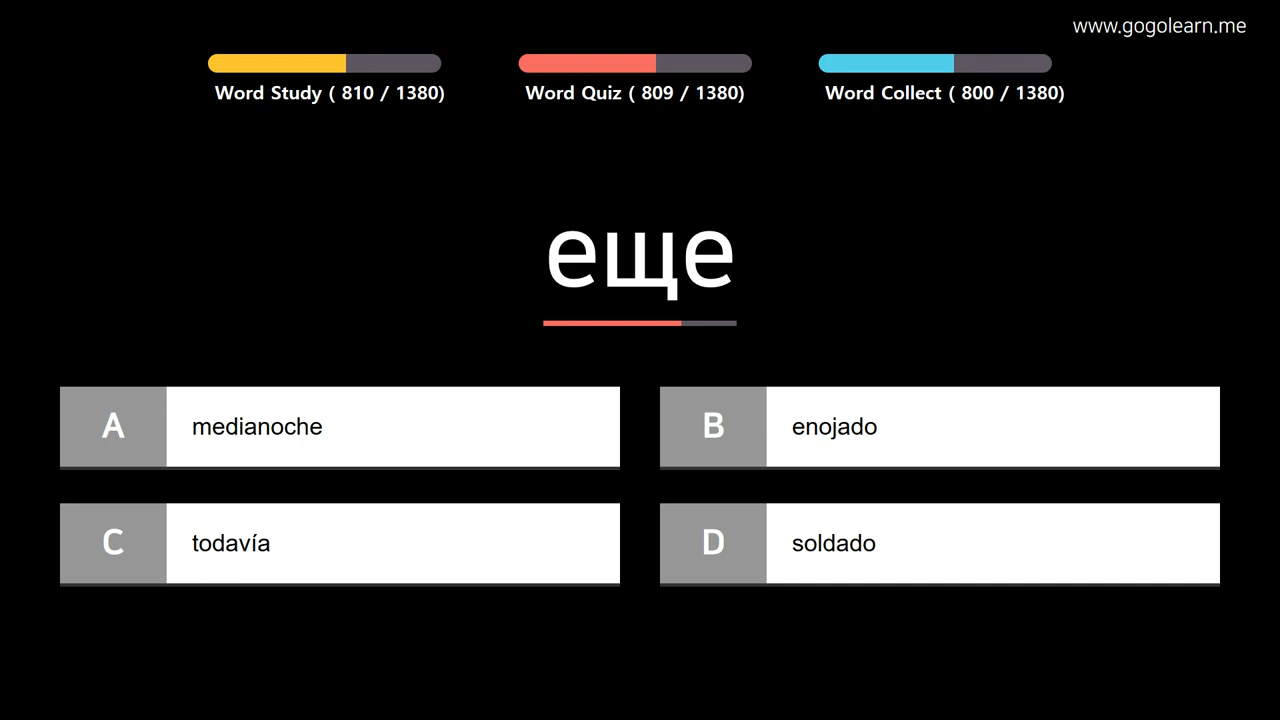 www.gogolearn.me
Word Study ( 810 / 1380)
Word Quiz ( 809 / 1380)
Word Collect ( 800 / 1380)
еще
A medianoche
B enojado
C todavía
D soldado